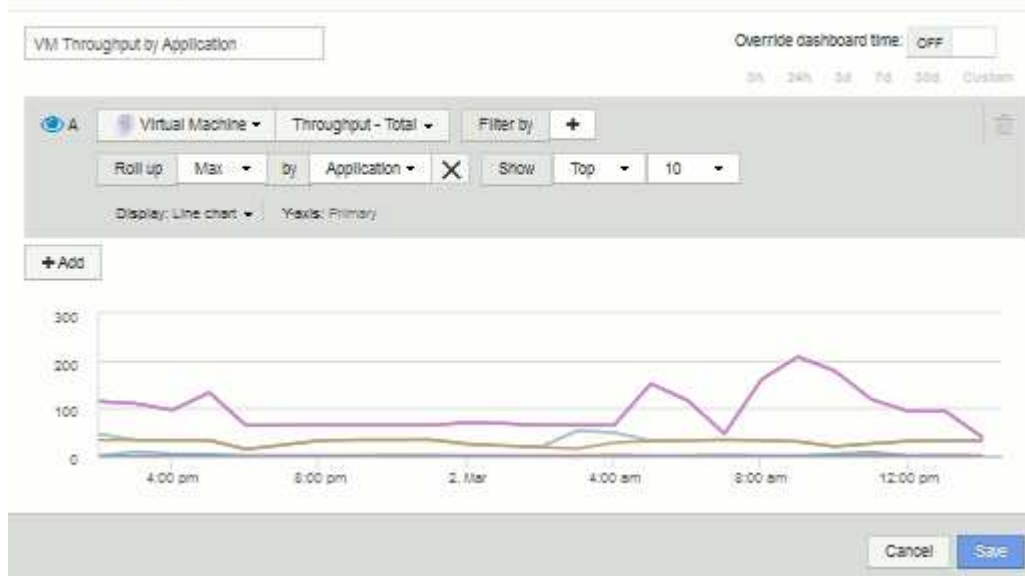 VM Throughput by Application
Override dashboard time: OFF
3h 24h 3d 7d 30d Custom
A Virtual Machine Throughput - Total Filter by +
Roll up Max by Application X Show Top 10
Display: Line chart Y-axis: Primary
+ Add
300
200
100
0
4:00 pm 8:00 pm 2. Mar 4:00 am 8:00 am 12:00 pm
Cancel Save